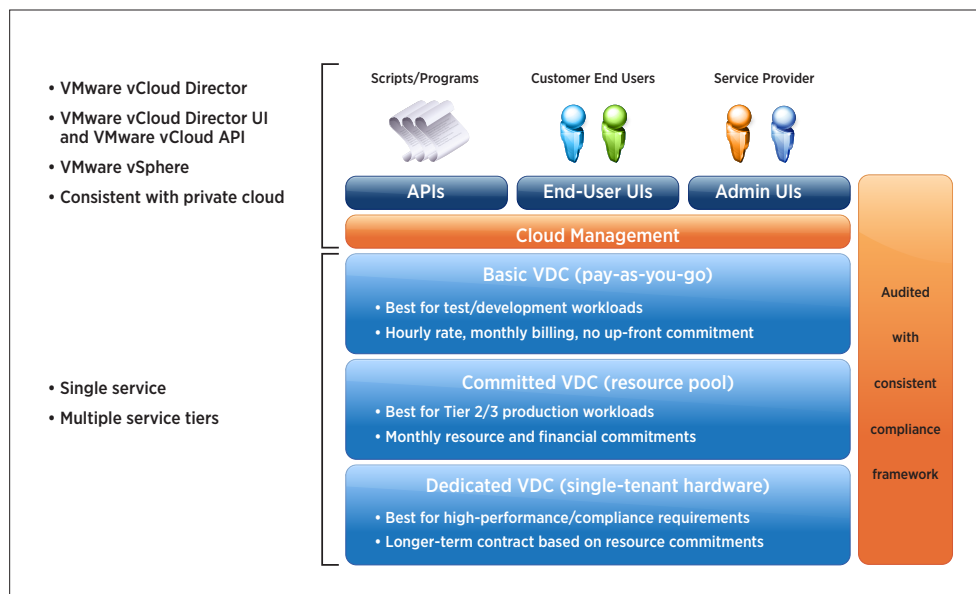 • VMware vCloud Director
• VMware vCloud Director UI
and VMware vCloud API
• VMware vSphere
• Consistent with private cloud
Scripts/Programs
Customer End Users
Service Provider
APIs
End-User UIs
Admin UIs
Cloud Management
• Single service
• Multiple service tiers
Basic VDC (pay-as-you-go)
• Best for test/development workloads
• Hourly rate, monthly billing, no up-front commitment
Committed VDC (resource pool)
• Best for Tier 2/3 production workloads
• Monthly resource and financial commitments
Dedicated VDC (single-tenant hardware)
• Best for high-performance/compliance requirements
• Longer-term contract based on resource commitments
Audited
with
consistent
compliance
framework